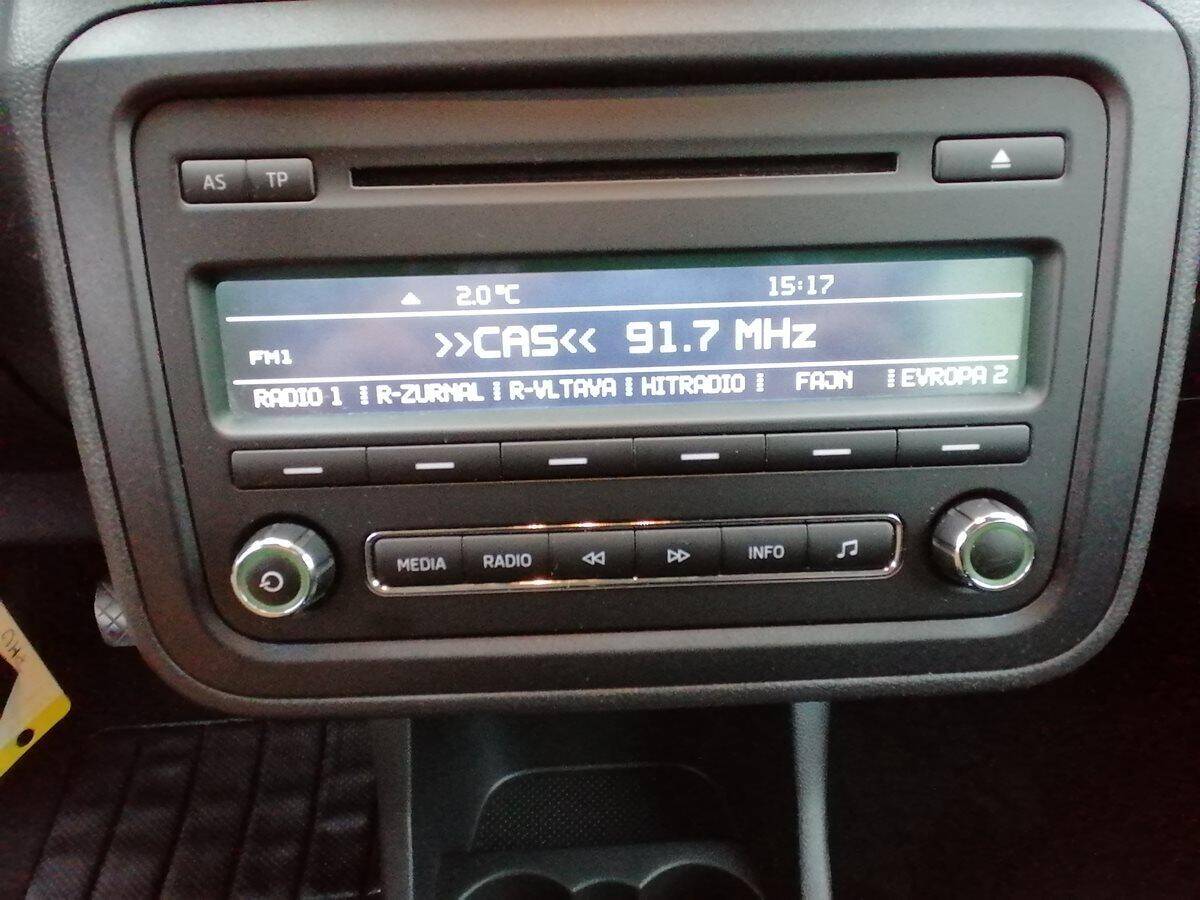 AS TP
2.0°C 15:17
FM1 >>CAS<< 91.7 MHz
RADIO 1 R-ZURNAL R-VLTAVA HITRADIO FAJN EVROPA 2
MEDIA RADIO INFO